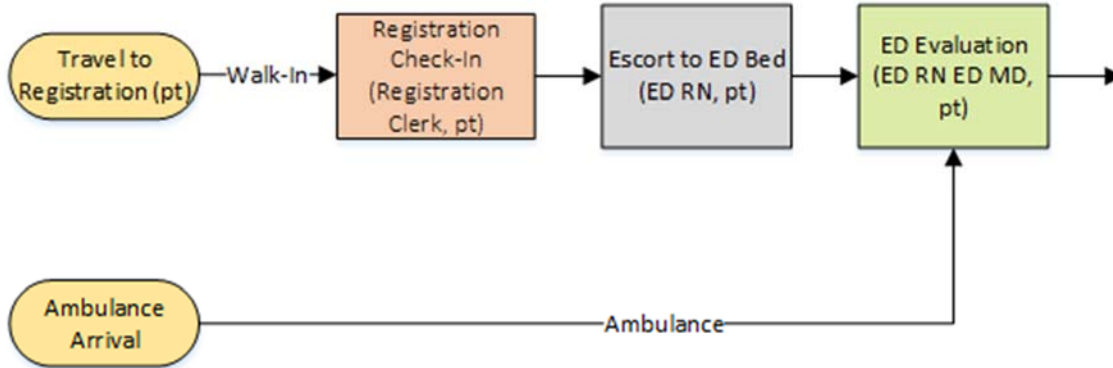 Travel to
Registration (pt)
Walk-In
Registration
Check-In
(Registration
Clerk, pt)
Escort to ED Bed
(ED RN, pt)
ED Evaluation
(ED RN ED MD,
pt)
Ambulance
Arrival
Ambulance